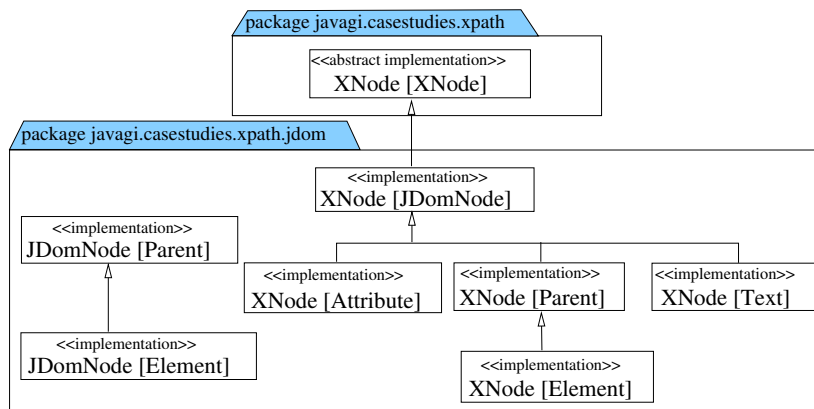 package javagi.casestudies.xpath
<<abstract implementation>>
XNode [XNode]
package javagi.casestudies.xpath.jdom
<<implementation>>
XNode [JDomNode]
<<implementation>>
JDomNode [Parent]
<<implementation>>
XNode [Attribute]
<<implementation>>
XNode [Parent]
<<implementation>>
XNode [Text]
<<implementation>>
JDomNode [Element]
<<implementation>>
XNode [Element]